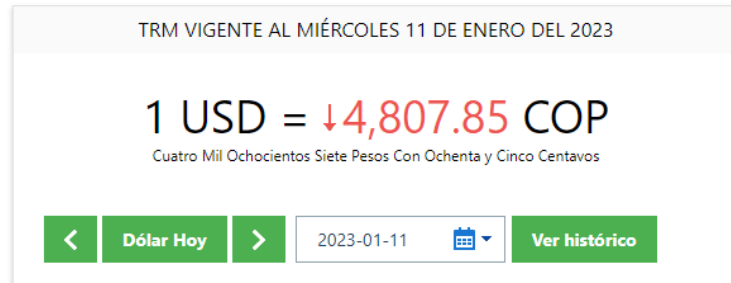 TRM VIGENTE AL MIÉRCOLES 11 DE ENERO DEL 2023
1 USD = ↓4,807.85 COP
Cuatro Mil Ochocientos Siete Pesos Con Ochenta y Cinco Centavos
Dólar Hoy 2023-01-11 Ver histórico